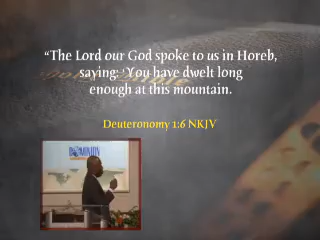 “The Lord our God spoke to us in Horeb,
saying: ‘You have dwelt long
enough at this mountain.
Deuteronomy 1:6 NKJV